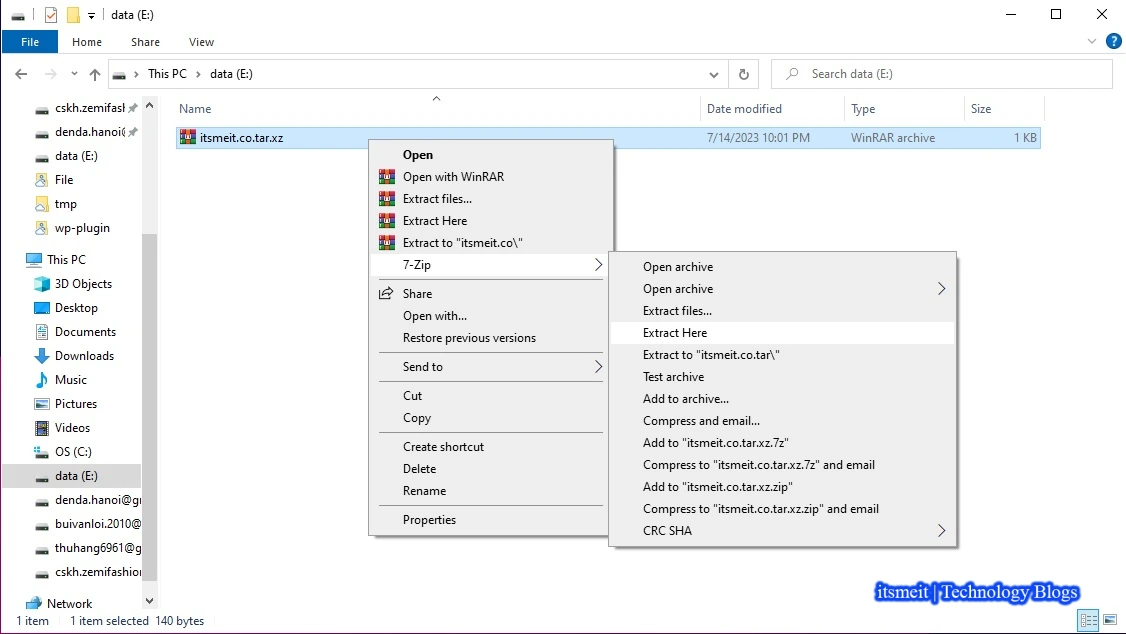 data (E:)
File Home Share View
This PC > data (E:)
Search data (E:)
Name Date modified Type Size
itsmeit.co.tar.xz 7/14/2023 10:01 PM WinRAR archive 1 KB
cskh.zemifash
denda.hanoi@
data (E:)
File
tmp
wp-plugin
This PC
3D Objects
Desktop
Documents
Downloads
Music
Pictures
Videos
OS (C:)
data (E:)
denda.hanoi@gr
buivanloi.2010@
thuhang6961@g
cskh.zemifashion
Network
Open
Open with WinRAR
Extract files...
Extract Here
Extract to "itsmeit.co\"
7-Zip
Share
Open with...
Restore previous versions
Send to
Cut
Copy
Create shortcut
Delete
Rename
Properties
Open archive
Open archive
Extract files...
Extract Here
Extract to "itsmeit.co.tar\"
Test archive
Add to archive...
Compress and email...
Add to "itsmeit.co.tar.xz.7z"
Compress to "itsmeit.co.tar.xz.7z" and email
Add to "itsmeit.co.tar.xz.zip"
Compress to "itsmeit.co.tar.xz.zip" and email
CRC SHA
itsmeit | Technology Blogs
1 item 1 item selected 140 bytes